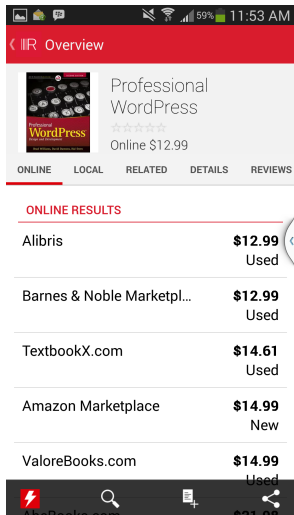 59% 11:53 AM
Overview
Professional
WordPress
Online $12.99
Professional
WordPress
ONLINE LOCAL RELATED DETAILS REVIEWS
ONLINE RESULTS
Alibris $12.99
Used
Barnes & Noble Marketpl... $12.99
Used
TextbookX.com $14.61
Used
Amazon Marketplace $14.99
New
ValoreBooks.com $14.99
Used